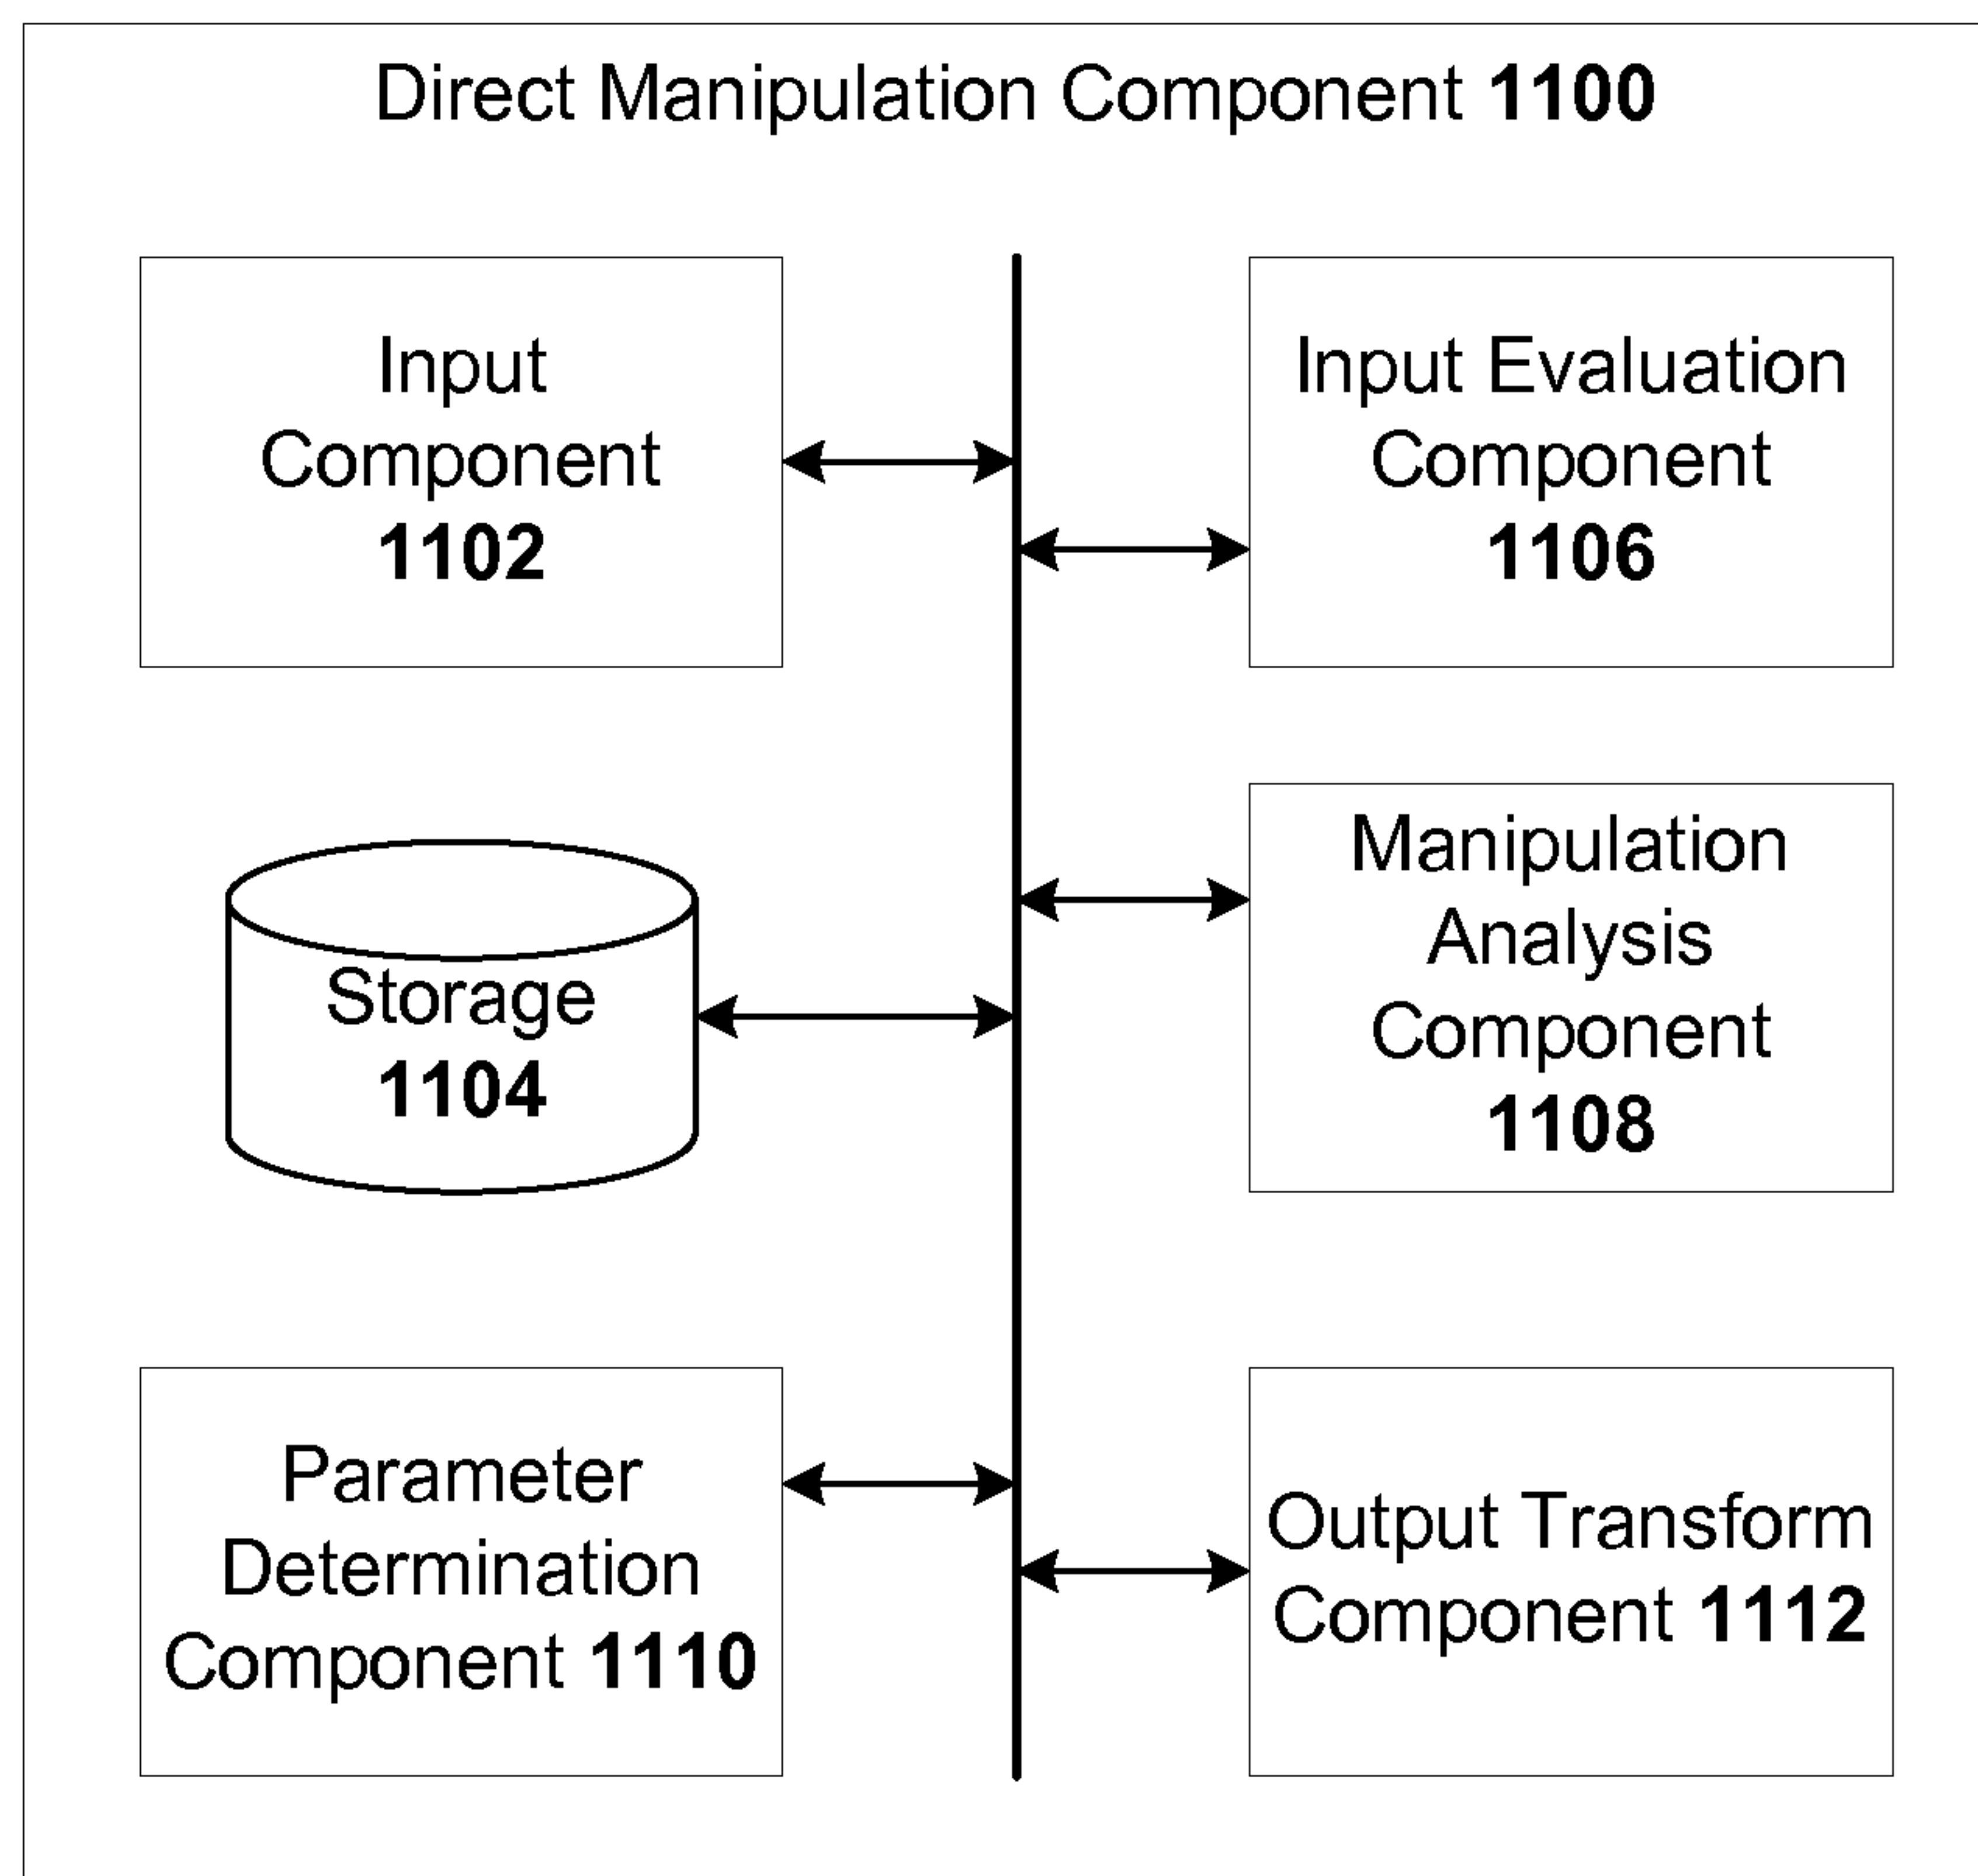 Direct Manipulation Component 1100
Input
Component
1102
Input Evaluation
Component
1106
Storage
1104
Manipulation
Analysis
Component
1108
Parameter
Determination
Component 1110
Output Transform
Component 1112